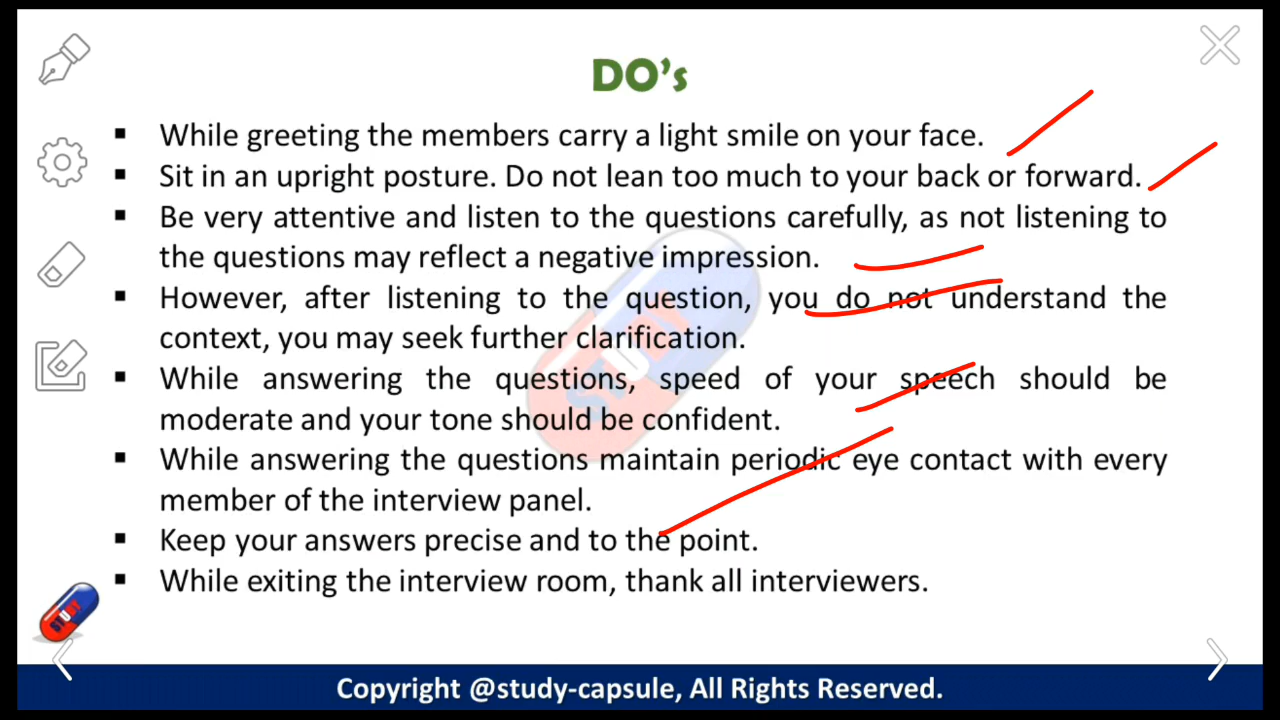 DO's
▪ While greeting the members carry a light smile on your face.
▪ Sit in an upright posture. Do not lean too much to your back or forward.
▪ Be very attentive and listen to the questions carefully, as not listening to
the questions may reflect a negative impression.
▪ However, after listening to the question, you do not understand the
context, you may seek further clarification.
▪ While answering the questions, speed of your speech should be
moderate and your tone should be confident.
▪ While answering the questions maintain periodic eye contact with every
member of the interview panel.
▪ Keep your answers precise and to the point.
▪ While exiting the interview room, thank all interviewers.
STUDY
STUDY
Copyright @study-capsule, All Rights Reserved.